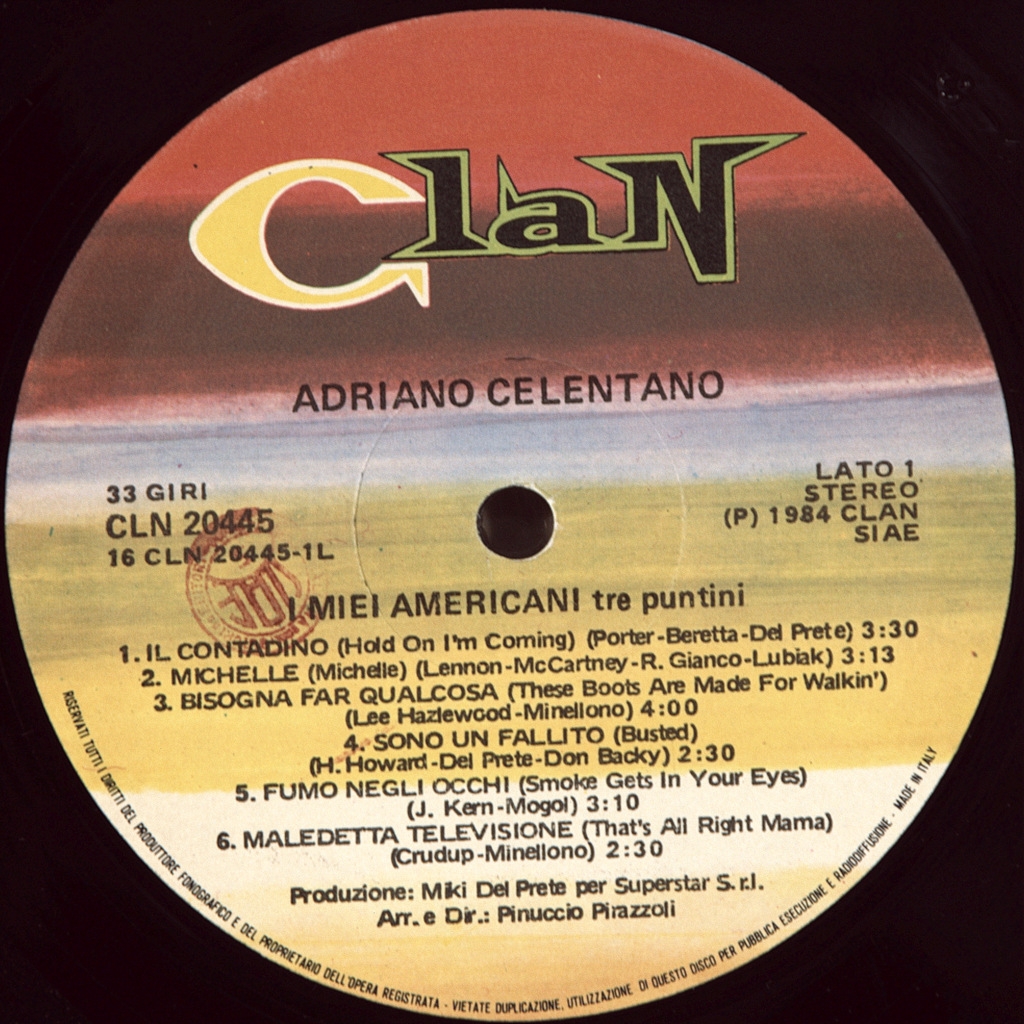 Clan
ADRIANO CELENTANO
33 GIRI
CLN 20445
16 CLN 20445-1L
LATO 1
STEREO
(P) 1984 CLAN
SIAE
I MIEI AMERICANI tre puntini
1. IL CONTADINO (Hold On I'm Coming) (Porter-Beretta-Del Prete) 3:30
2. MICHELLE (Michelle) (Lennon-McCartney-R. Gianco-Lubiak) 3:13
3. BISOGNA FAR QUALCOSA (These Boots Are Made For Walkin')
(Lee Hazlewood-Minellono) 4:00
4. SONO UN FALLITO (Busted)
(H. Howard-Del Prete-Don Backy) 2:30
5. FUMO NEGLI OCCHI (Smoke Gets In Your Eyes)
(J. Kern-Mogol) 3:10
6. MALEDETTA TELEVISIONE (That's All Right Mama)
(Crudup-Minellono) 2:30
Produzione: Miki Del Prete per Superstar S.r.l.
Arr. e Dir.: Pinuccio Pirazzoli
RISERVATI TUTTI I DIRITTI DEL PRODUTTORE FONOGRAFICO E DEL PROPRIETARIO DELL'OPERA REGISTRATA - VIETATE DUPLICAZIONE, UTILIZZAZIONE DI QUESTO DISCO PER PUBBLICA ESECUZIONE E RADIODIFFUSIONE - MADE IN ITALY